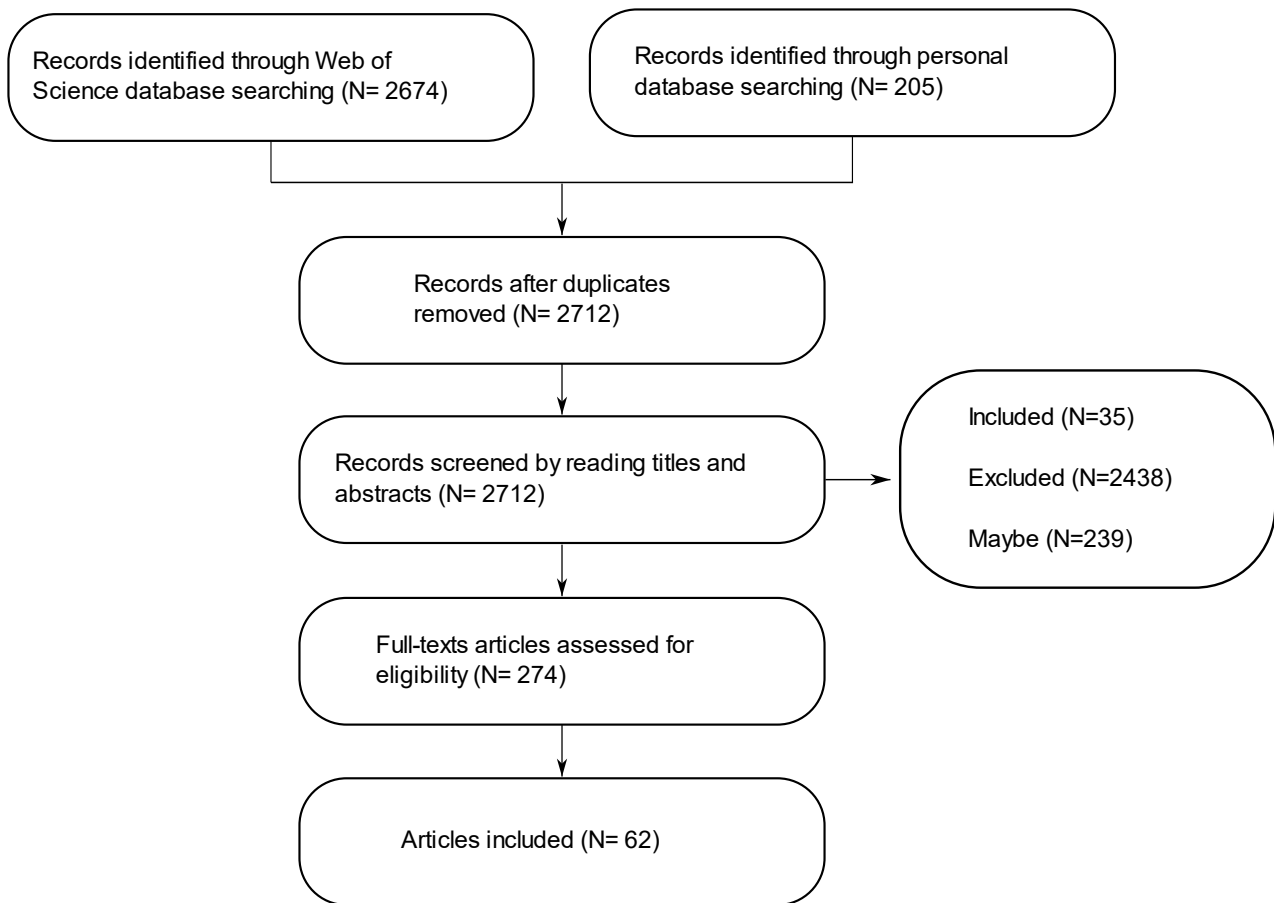 Records identified through Web of
Science database searching (N= 2674)
Records identified through personal
database searching (N= 205)
Records after duplicates
removed (N= 2712)
Records screened by reading titles and
abstracts (N= 2712)
Included (N=35)
Excluded (N=2438)
Maybe (N=239)
Full-texts articles assessed for
eligibility (N= 274)
Articles included (N= 62)